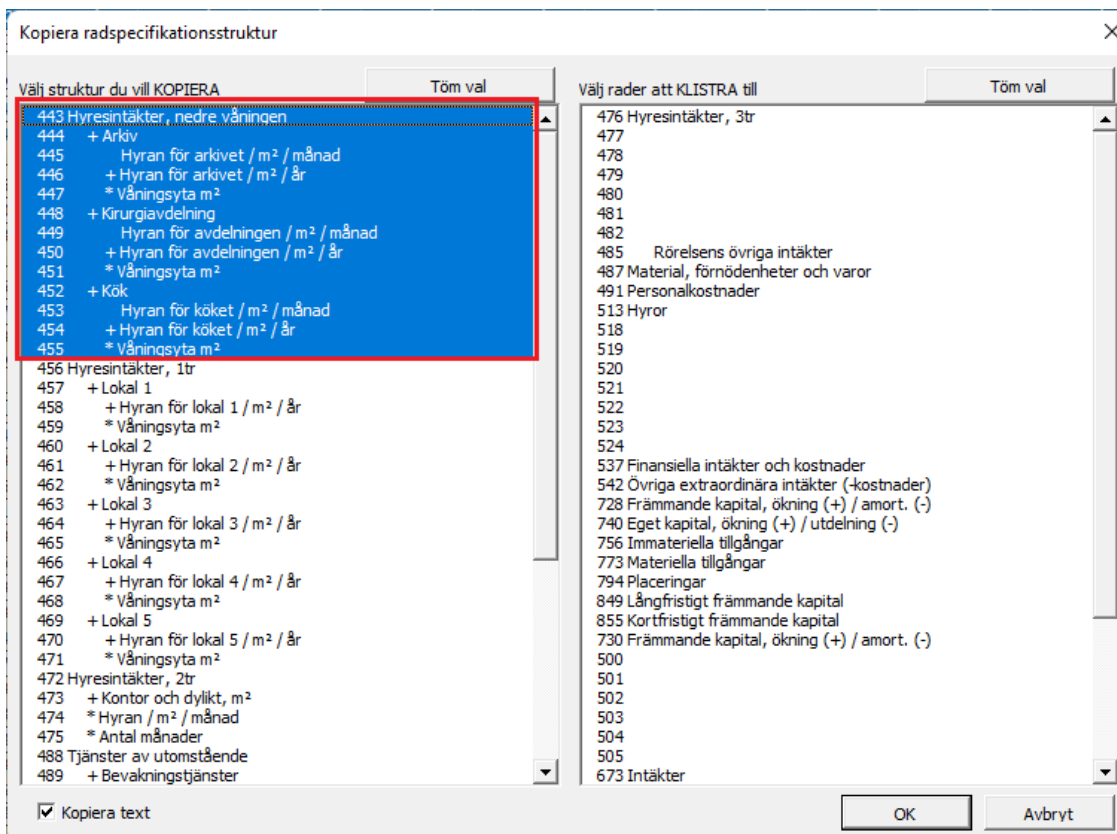 Kopiera radspecifikationsstruktur
Välj struktur du vill KOPIERA
Töm val
443 Hyresintäkter, nedre våningen
444 + Arkiv
445 Hyran för arkivet / m² / månad
446 + Hyran för arkivet / m² / år
447 * Våningsyta m²
448 + Kirurgiavdelning
449 Hyran för avdelningen / m² / månad
450 + Hyran för avdelningen / m² / år
451 * Våningsyta m²
452 + Kök
453 Hyran för köket / m² / månad
454 + Hyran för köket / m² / år
455 * Våningsyta m²
456 Hyresintäkter, 1tr
457 + Lokal 1
458 + Hyran för lokal 1 / m² / år
459 * Våningsyta m²
460 + Lokal 2
461 + Hyran för lokal 2 / m² / år
462 * Våningsyta m²
463 + Lokal 3
464 + Hyran för lokal 3 / m² / år
465 * Våningsyta m²
466 + Lokal 4
467 + Hyran för lokal 4 / m² / år
468 * Våningsyta m²
469 + Lokal 5
470 + Hyran för lokal 5 / m² / år
471 * Våningsyta m²
472 Hyresintäkter, 2tr
473 + Kontor och dylikt, m²
474 * Hyran / m² / månad
475 * Antal månader
488 Tjänster av utomstående
489 + Bevakningstjänster
Välj rader att KLISTRA till
Töm val
476 Hyresintäkter, 3tr
477
478
479
480
481
482
485 Rörelsens övriga intäkter
487 Material, förnödenheter och varor
491 Personalkostnader
513 Hyror
518
519
520
521
522
523
524
537 Finansiella intäkter och kostnader
542 Övriga extraordinära intäkter (-kostnader)
728 Främmande kapital, ökning (+) / amort. (-)
740 Eget kapital, ökning (+) / utdelning (-)
756 Immateriella tillgångar
773 Materiella tillgångar
794 Placeringar
849 Långfristigt främmande kapital
855 Kortfristigt främmande kapital
730 Främmande kapital, ökning (+) / amort. (-)
500
501
502
503
504
505
673 Intäkter
Kopiera text
OK
Avbryt